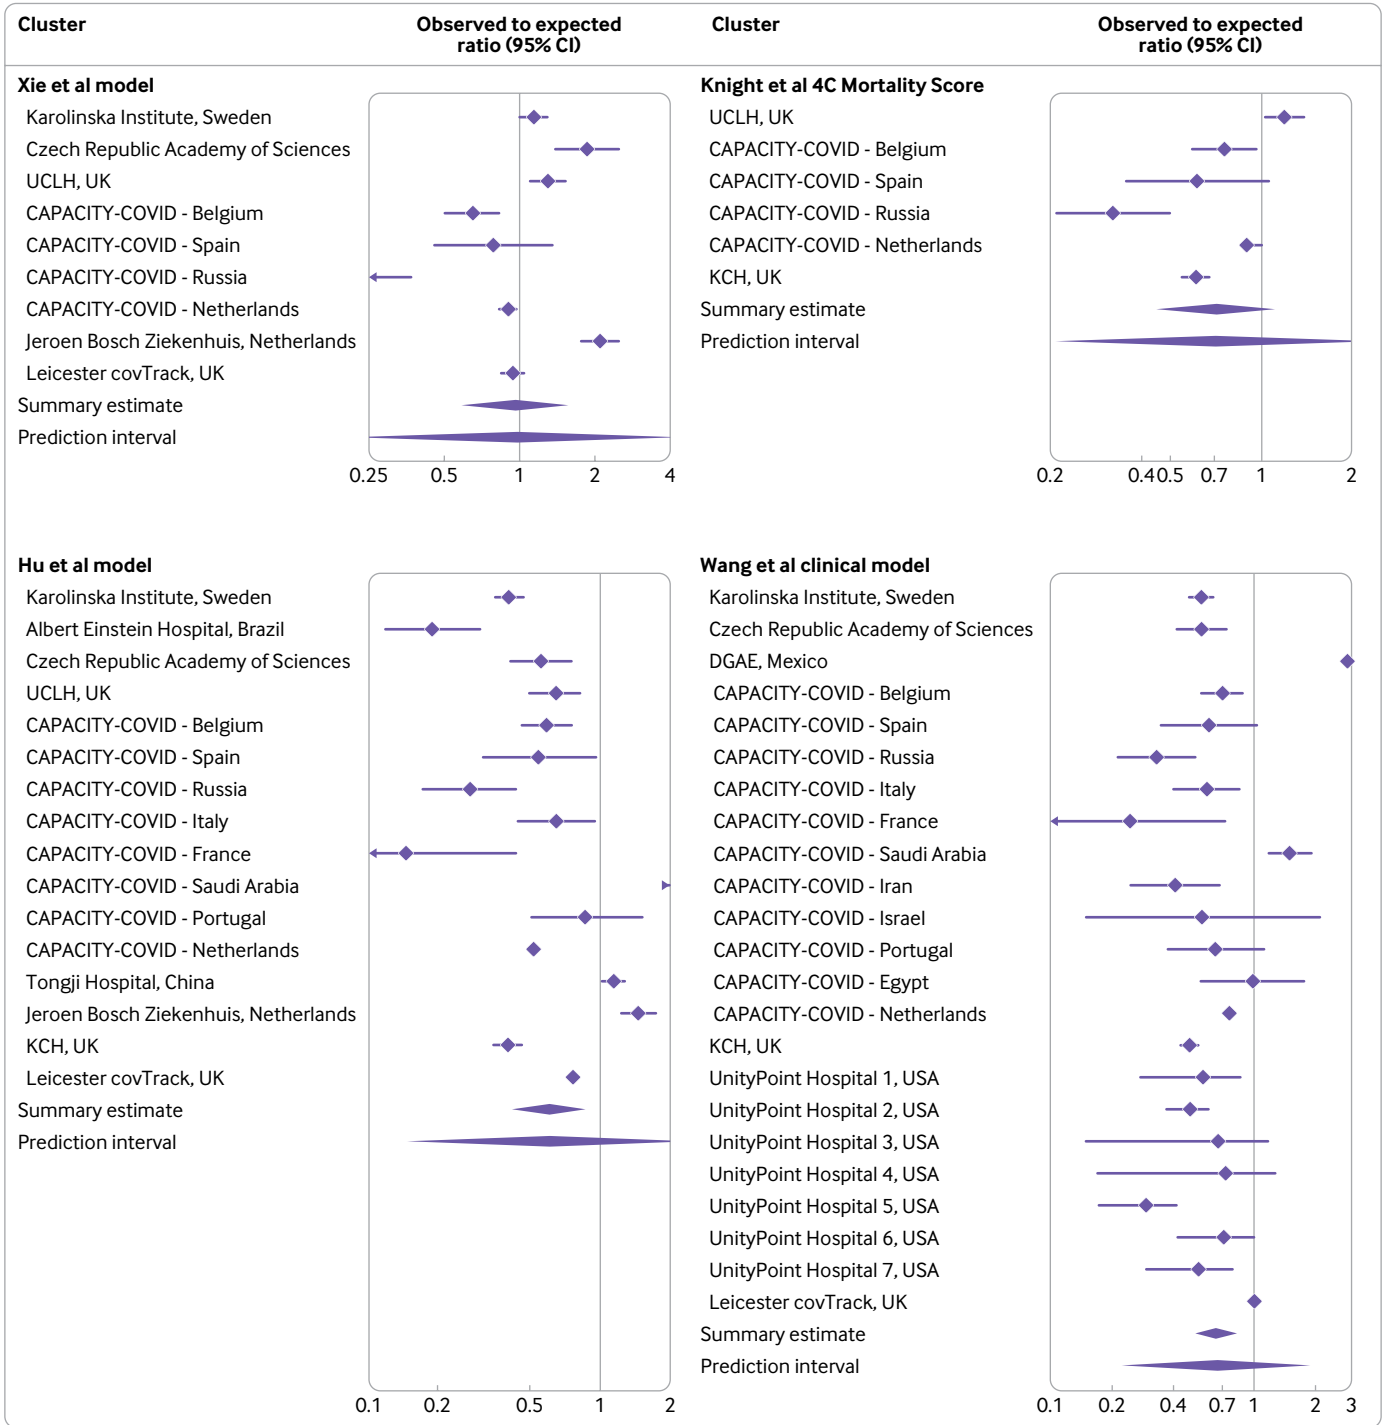 Cluster
Observed to expected
ratio (95% CI)
Cluster
Observed to expected
ratio (95% CI)
Xie et al model
Karolinska Institute, Sweden
Czech Republic Academy of Sciences
UCLH, UK
CAPACITY-COVID - Belgium
CAPACITY-COVID - Spain
CAPACITY-COVID - Russia
CAPACITY-COVID - Netherlands
Jeroen Bosch Ziekenhuis, Netherlands
Leicester covTrack, UK
Summary estimate
Prediction interval
0.25 0.5 1 2 4
Knight et al 4C Mortality Score
UCLH, UK
CAPACITY-COVID - Belgium
CAPACITY-COVID - Spain
CAPACITY-COVID - Russia
CAPACITY-COVID - Netherlands
KCH, UK
Summary estimate
Prediction interval
0.2 0.4 0.5 0.7 1 2
Hu et al model
Karolinska Institute, Sweden
Albert Einstein Hospital, Brazil
Czech Republic Academy of Sciences
UCLH, UK
CAPACITY-COVID - Belgium
CAPACITY-COVID - Spain
CAPACITY-COVID - Russia
CAPACITY-COVID - Italy
CAPACITY-COVID - France
CAPACITY-COVID - Saudi Arabia
CAPACITY-COVID - Portugal
CAPACITY-COVID - Netherlands
Tongji Hospital, China
Jeroen Bosch Ziekenhuis, Netherlands
KCH, UK
Leicester covTrack, UK
Summary estimate
Prediction interval
0.1 0.2 0.5 1 2
Wang et al clinical model
Karolinska Institute, Sweden
Czech Republic Academy of Sciences
DGAE, Mexico
CAPACITY-COVID - Belgium
CAPACITY-COVID - Spain
CAPACITY-COVID - Russia
CAPACITY-COVID - Italy
CAPACITY-COVID - France
CAPACITY-COVID - Saudi Arabia
CAPACITY-COVID - Iran
CAPACITY-COVID - Israel
CAPACITY-COVID - Portugal
CAPACITY-COVID - Egypt
CAPACITY-COVID - Netherlands
KCH, UK
UnityPoint Hospital 1, USA
UnityPoint Hospital 2, USA
UnityPoint Hospital 3, USA
UnityPoint Hospital 4, USA
UnityPoint Hospital 5, USA
UnityPoint Hospital 6, USA
UnityPoint Hospital 7, USA
Leicester covTrack, UK
Summary estimate
Prediction interval
0.1 0.2 0.4 0.7 1 2 3